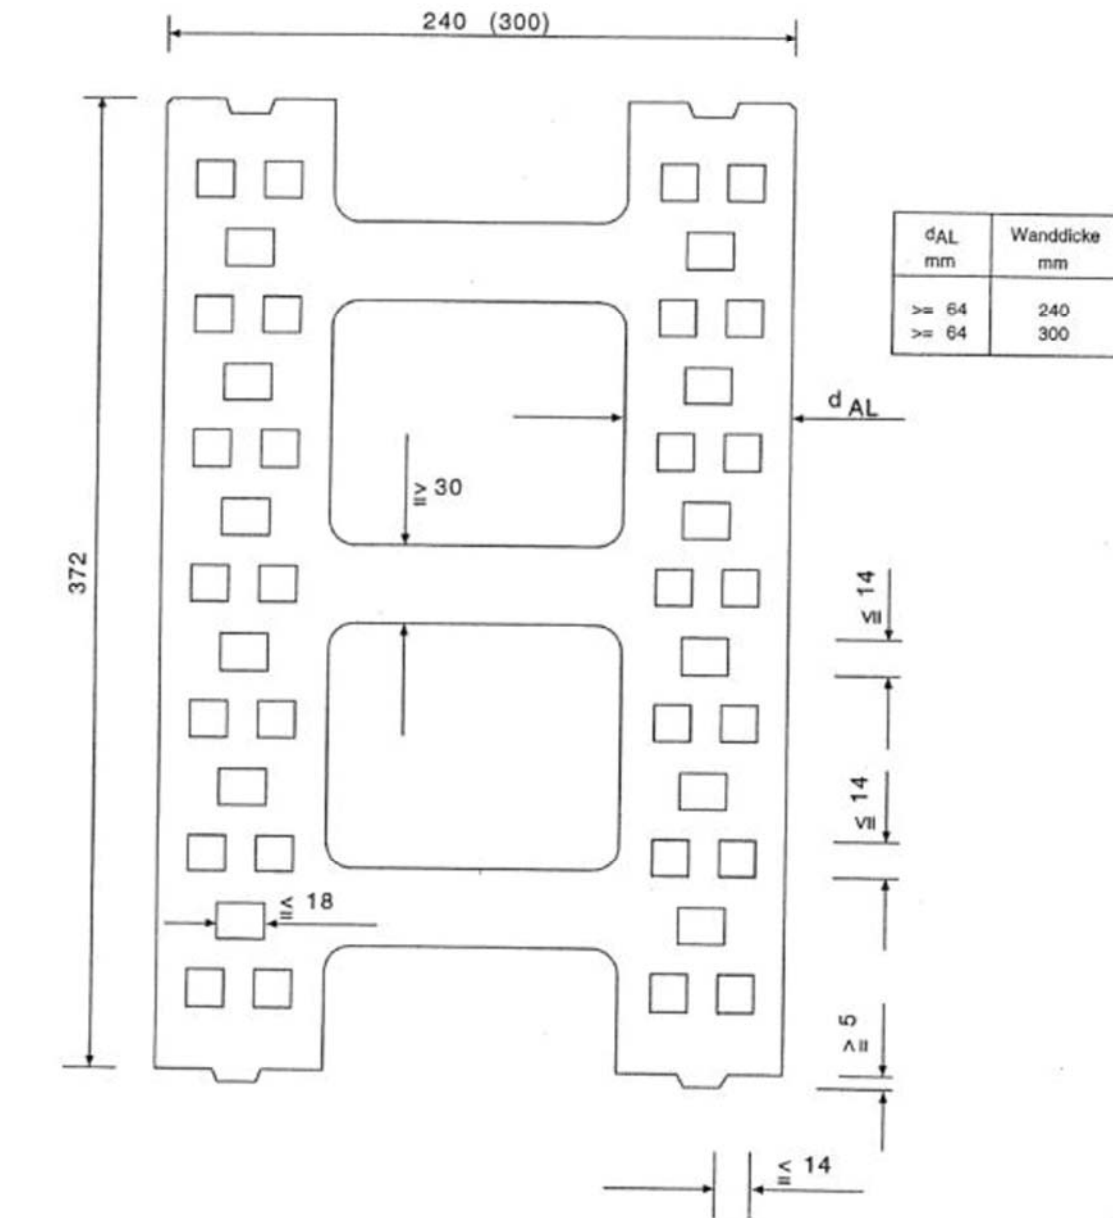 240 (300)
dAL
mm
Wanddicke
mm
>= 64 240
>= 64 300
d AL
≥ 30
372
≤ 14
≤ 14
≤ 18
≥ 5
≤ 14